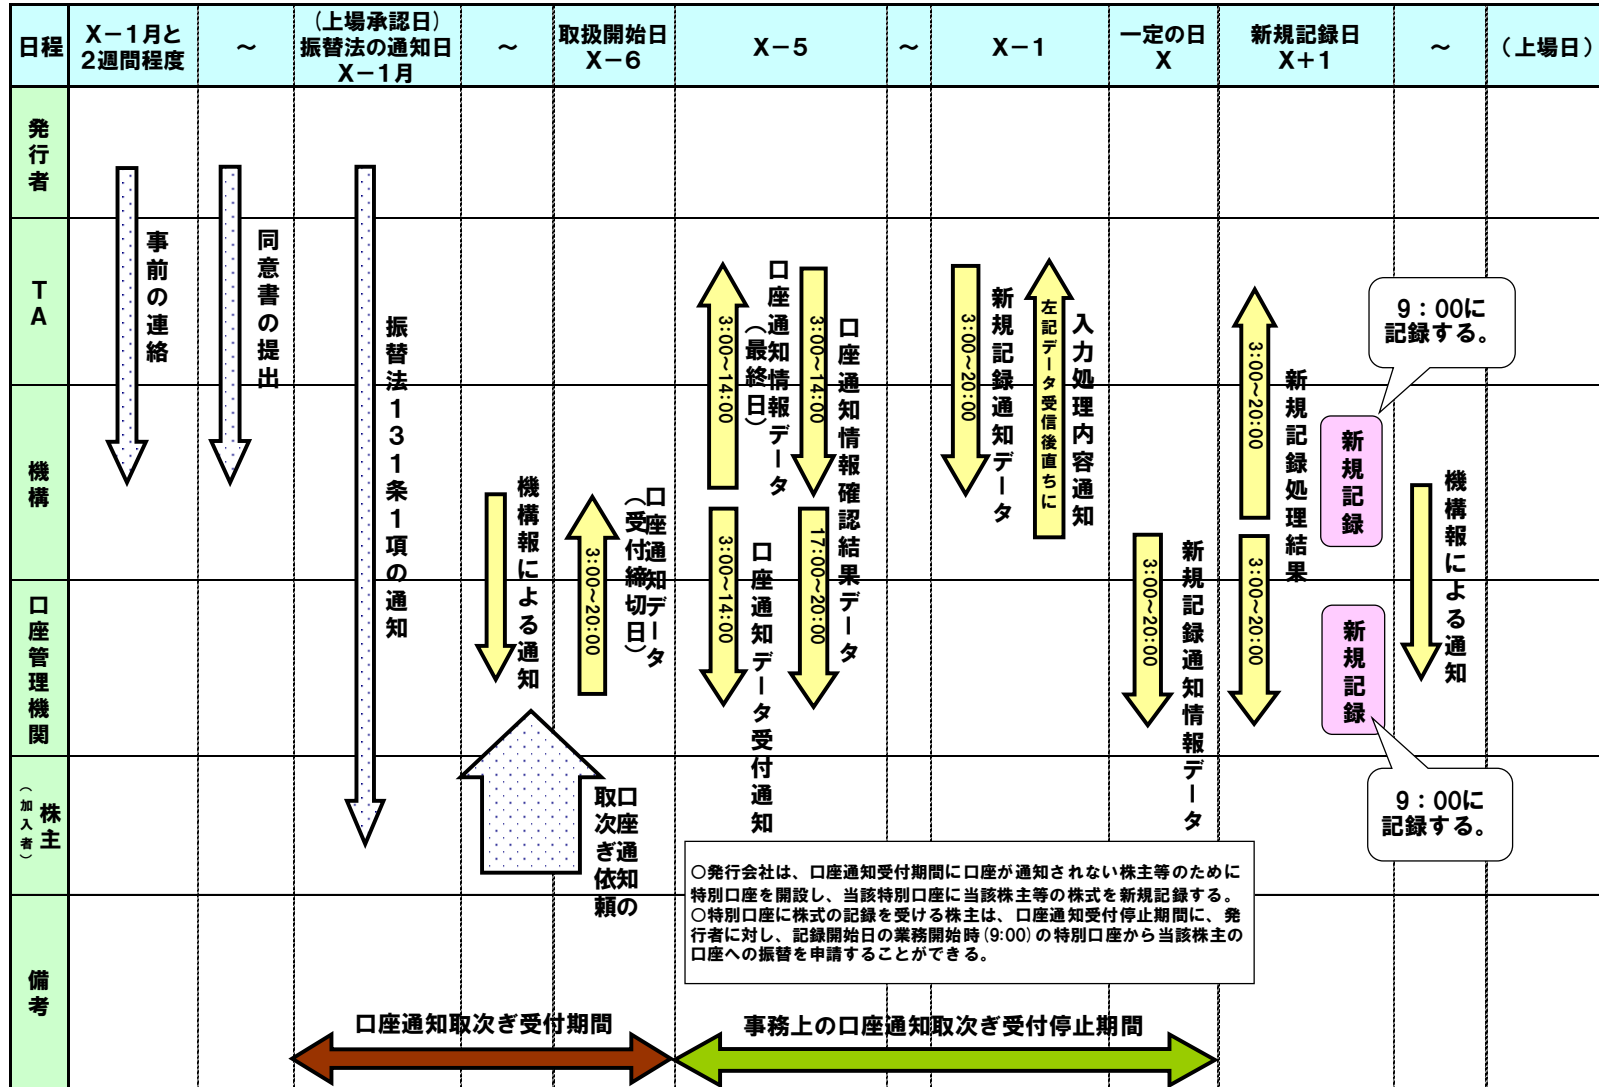 日程
X－1月と
2週間程度
～
(上場承認日)
振替法の通知日
X－1月
～
取扱開始日
X－6
X－5
～
X－1
一定の日
X
新規記録日
X＋1
～
(上場日)
発行者
TA
機構
口座管理機関
株主
(加入者)
備考
事前の連絡
同意書の提出
振替法131条1項の通知
機構報による通知
口座通知データ
(受付締切日)
3:00~20:00
口座通知の
取次ぎ依頼
口座通知情報データ
(最終日)
3:00~14:00
口座通知情報確認結果データ
3:00~14:00
17:00~20:00
口座通知データ受付通知
3:00~14:00
新規記録通知データ
3:00~20:00
入力処理内容通知
左記データ受信後直ちに
新規記録通知情報データ
3:00~20:00
新規記録処理結果
3:00~20:00
3:00~20:00
9：00に
記録する。
新規記録
新規記録
9：00に
記録する。
機構報による通知
○発行会社は、口座通知受付期間に口座が通知されない株主等のために
特別口座を開設し、当該特別口座に当該株主等の株式を新規記録する。
○特別口座に株式の記録を受ける株主は、口座通知受付停止期間に、発
行者に対し、記録開始日の業務開始時(9:00)の特別口座から当該株主の
口座への振替を申請することができる。
口座通知取次ぎ受付期間
事務上の口座通知取次ぎ受付停止期間